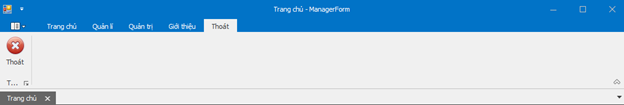 Trang chủ - ManagerForm
Trang chủ Quản lí Quản trị Giới thiệu Thoát
Thoát
T...
Trang chủ